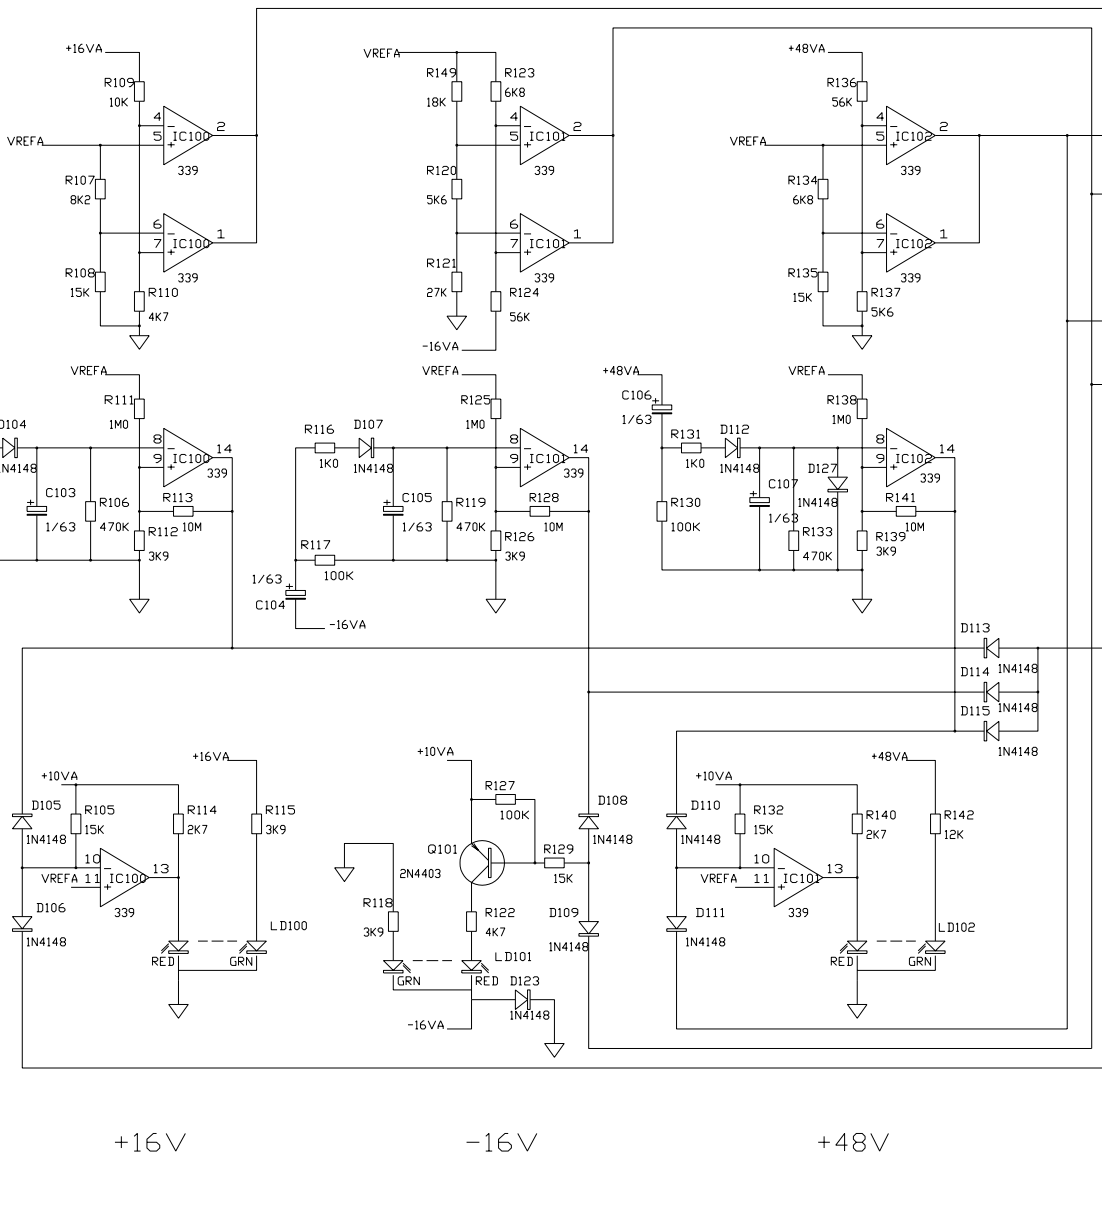 +16VA
R109
10K
4
5
IC100
2
339
VREFA
R107
8K2
6
7
IC100
1
339
R108
15K
R110
4K7
VREFA
R149
18K
R123
6K8
4
5
IC101
2
339
R120
5K6
6
7
IC101
1
339
R121
27K
R124
56K
-16VA
+48VA
R136
56K
4
5
IC102
2
339
VREFA
R134
6K8
6
7
IC102
1
339
R135
15K
R137
5K6
VREFA
R111
1M0
D104
1N4148
8
9
IC100
14
339
C103
1/63
R106
470K
R113
10M
R112
3K9
VREFA
R125
1M0
R116
1K0
D107
1N4148
8
9
IC101
14
339
C105
1/63
R119
470K
R128
10M
R126
3K9
R117
100K
1/63
C104
-16VA
+48VA
C106
1/63
VREFA
R138
1M0
R131
1K0
D112
1N4148
8
9
IC102
14
339
D127
1N4148
C107
1/63
R130
100K
R133
470K
R141
10M
R139
3K9
D113
1N4148
D114
1N4148
D115
1N4148
+16VA
+10VA
D105
1N4148
R105
15K
R114
2K7
R115
3K9
10
11
IC100
13
VREFA
339
D106
1N4148
LD100
RED
GRN
+10VA
R127
100K
D108
1N4148
Q101
2N4403
R129
15K
R118
3K9
R122
4K7
D109
1N4148
LD101
GRN
RED
D123
1N4148
-16VA
+48VA
+10VA
D110
1N4148
R132
15K
R140
2K7
R142
12K
10
11
IC101
13
VREFA
339
D111
1N4148
LD102
RED
GRN
+16V
-16V
+48V